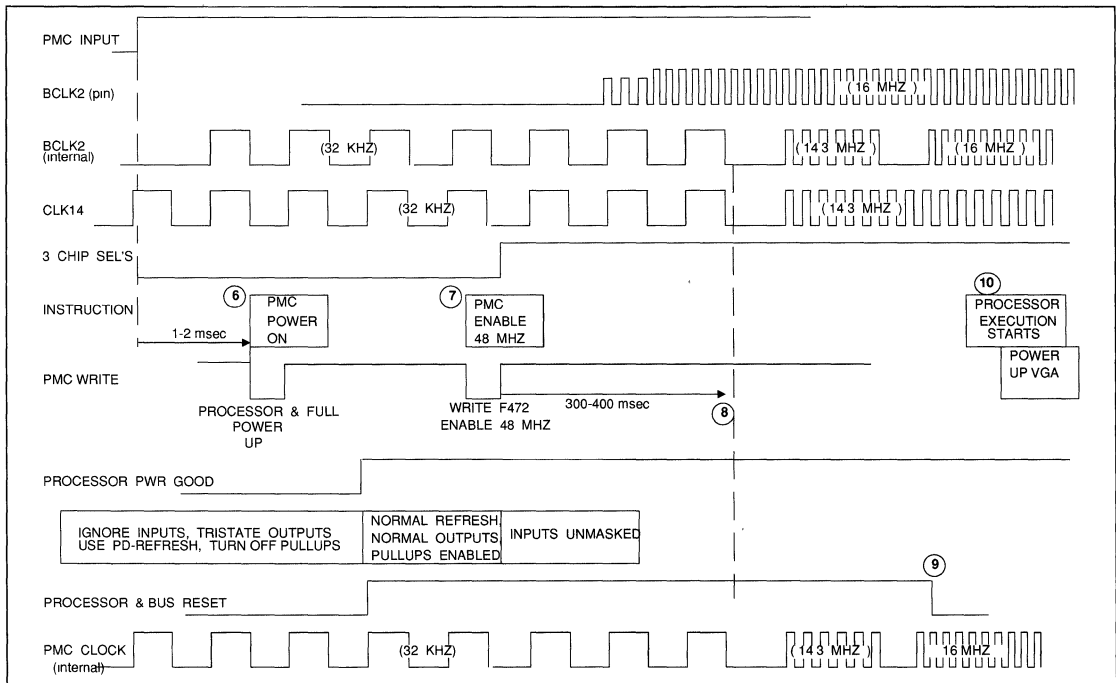 PMC INPUT
BCLK2 (pin)
( 16 MHZ )
BCLK2
(internal)
(32 KHZ)
( 14 3 MHZ )
( 16 MHZ )
CLK14
(32 KHZ)
( 14 3 MHZ )
3 CHIP SEL'S
INSTRUCTION
6
PMC
POWER
ON
7
PMC
ENABLE
48 MHZ
10
PROCESSOR
EXECUTION
STARTS
1-2 msec
POWER
UP VGA
PMC WRITE
PROCESSOR & FULL
POWER
UP
WRITE F472
ENABLE 48 MHZ
300-400 msec
8
PROCESSOR PWR GOOD
IGNORE INPUTS, TRISTATE OUTPUTS
USE PD-REFRESH, TURN OFF PULLUPS
NORMAL REFRESH,
NORMAL OUTPUTS,
PULLUPS ENABLED
INPUTS UNMASKED
9
PROCESSOR & BUS RESET
PMC CLOCK
(internal)
(32 KHZ)
( 14 3 MHZ )
16 MHZ )